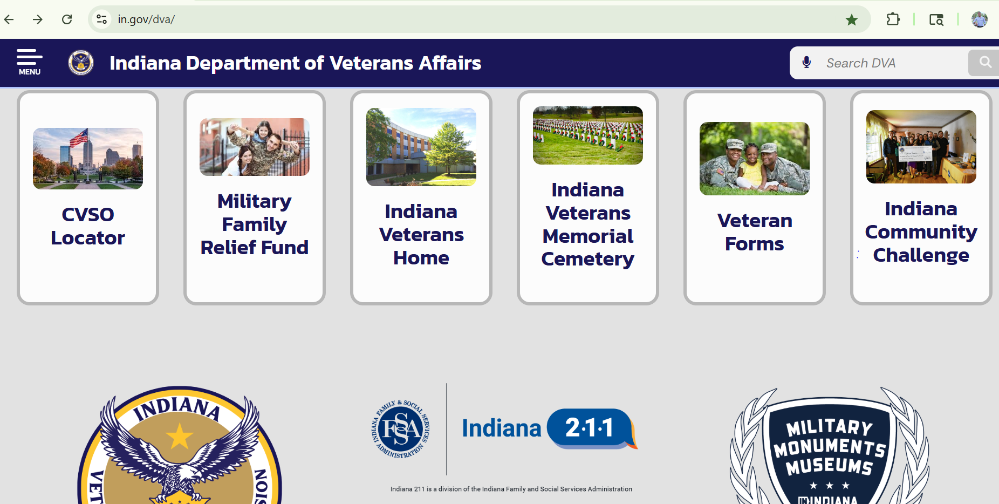 in.gov/dva/
MENU
Indiana Department of Veterans Affairs
Search DVA
CVSO
Locator
Military
Family
Relief Fund
Indiana
Veterans
Home
Indiana
Veterans
Memorial
Cemetery
Veteran
Forms
Indiana
Community
Challenge
INDIANA
INDIANA FAMILY & SOCIAL SERVICES ADMINISTRATION
FSSA
Indiana 2·1·1
Indiana 211 is a division of the Indiana Family and Social Services Administration
MILITARY
MONUMENTS
MUSEUMS
IN INDIANA